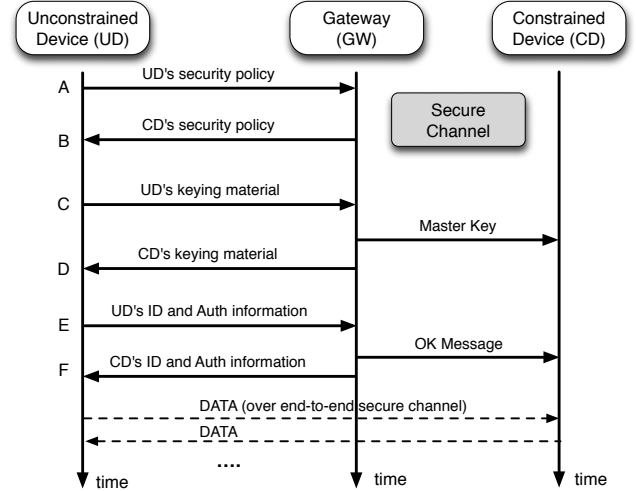 Unconstrained
Device (UD)
Gateway
(GW)
Constrained
Device (CD)
A
UD's security policy
Secure
Channel
B
CD's security policy
C
UD's keying material
Master Key
D
CD's keying material
E
UD's ID and Auth information
OK Message
F
CD's ID and Auth information
DATA (over end-to-end secure channel)
DATA
....
time
time
time